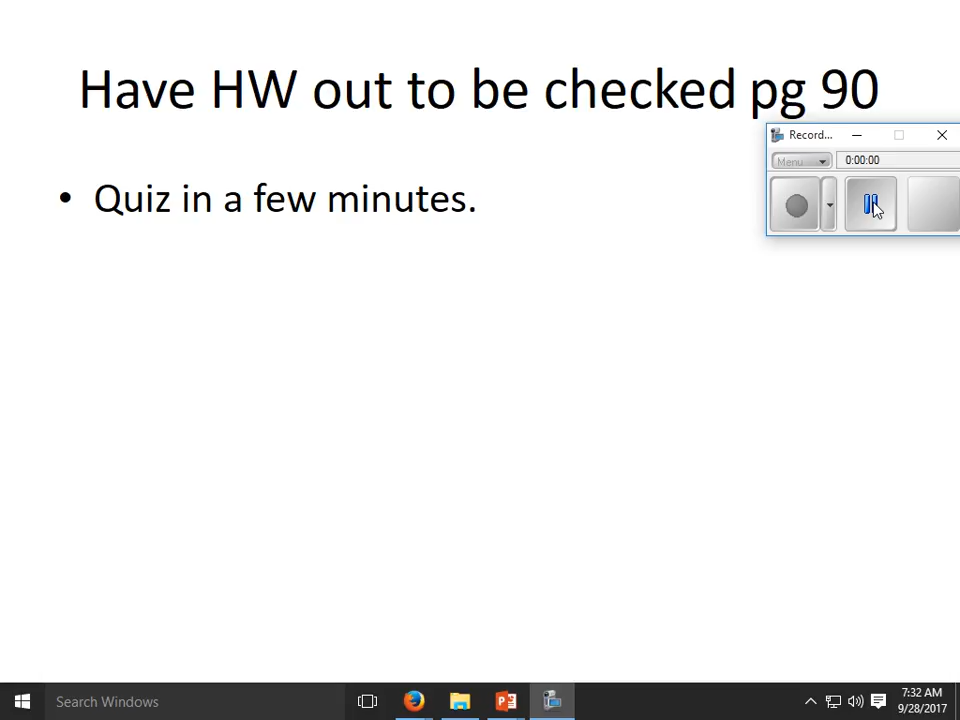 Have HW out to be checked pg 90
Record...
Menu
0:00:00
• Quiz in a few minutes.
Search Windows
7:32 AM
9/28/2017